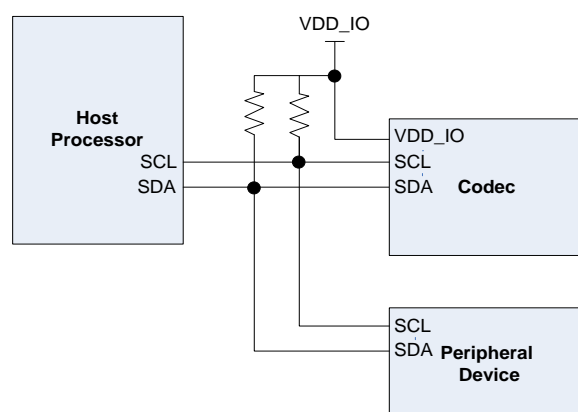 VDD_IO
Host
Processor
SCL
SDA
VDD_IO
SCL
SDA
Codec
SCL
SDA
Peripheral
Device